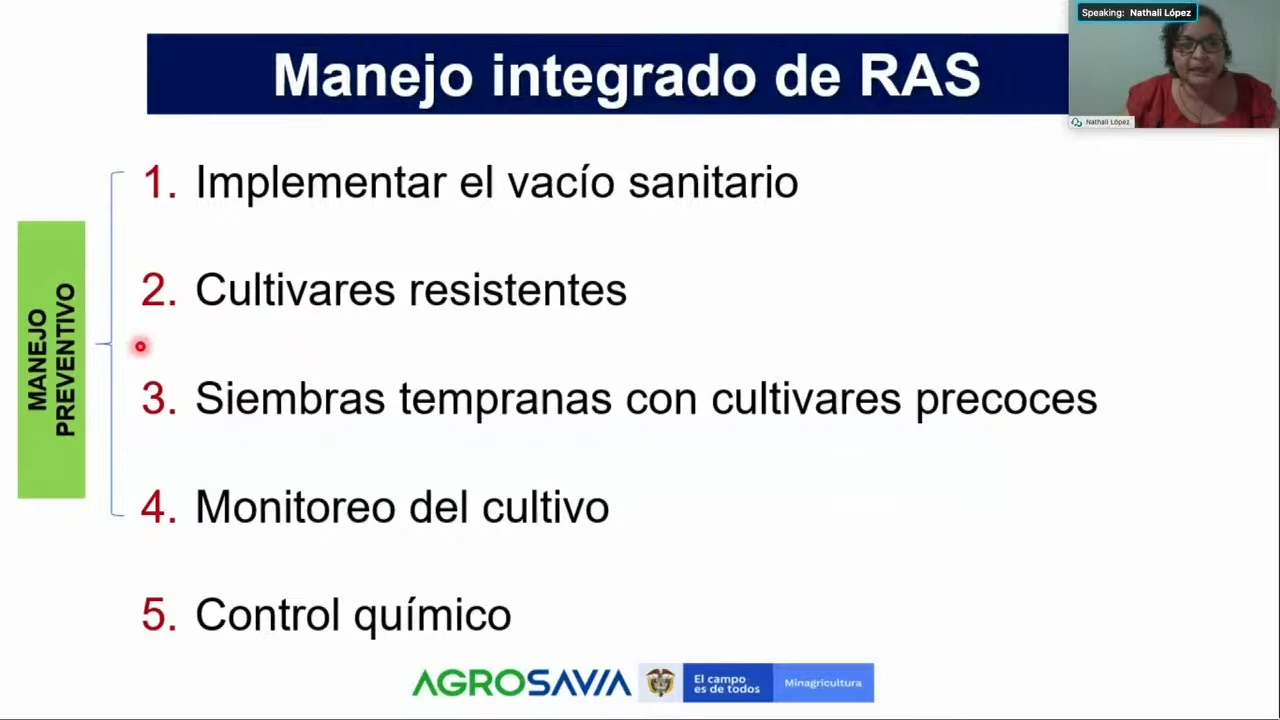 Speaking: Nathali López
Manejo integrado de RAS
Nathali López
1. Implementar el vacío sanitario
2. Cultivares resistentes
MANEJO
PREVENTIVO
3. Siembras tempranas con cultivares precoces
4. Monitoreo del cultivo
5. Control químico
AGROSAVIA
El campo
es de todos
Minagricultura